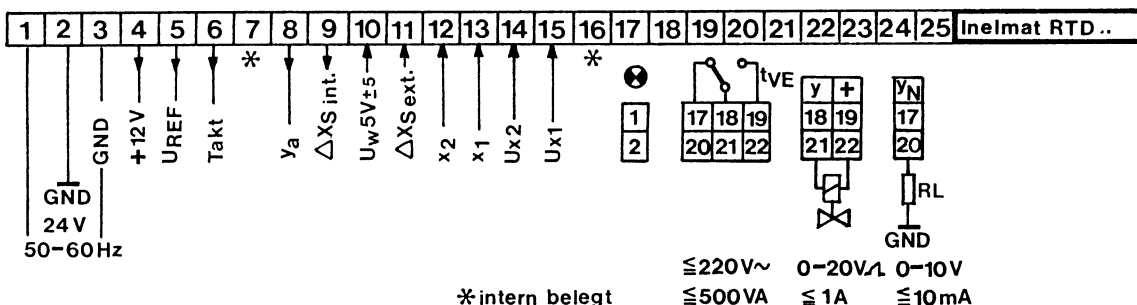 1 2 3 4 5 6 7 8 9 10 11 12 13 14 15 16 17 18 19 20 21 22 23 24 25 Inelmat RTD ..
* *
GND
+12V
UREF
Takt
ya
ΔXS int.
Uw5V±5
ΔXS ext.
x2
x1
Ux2
Ux1
GND
24V
50-60Hz
1
2
tVE
17 18 19
20 21 22
y +
18 19
21 22
yN
17
20
RL
GND
≦220V~ 0-20V 0-10V
*intern belegt ≦500VA ≦1A ≦10mA